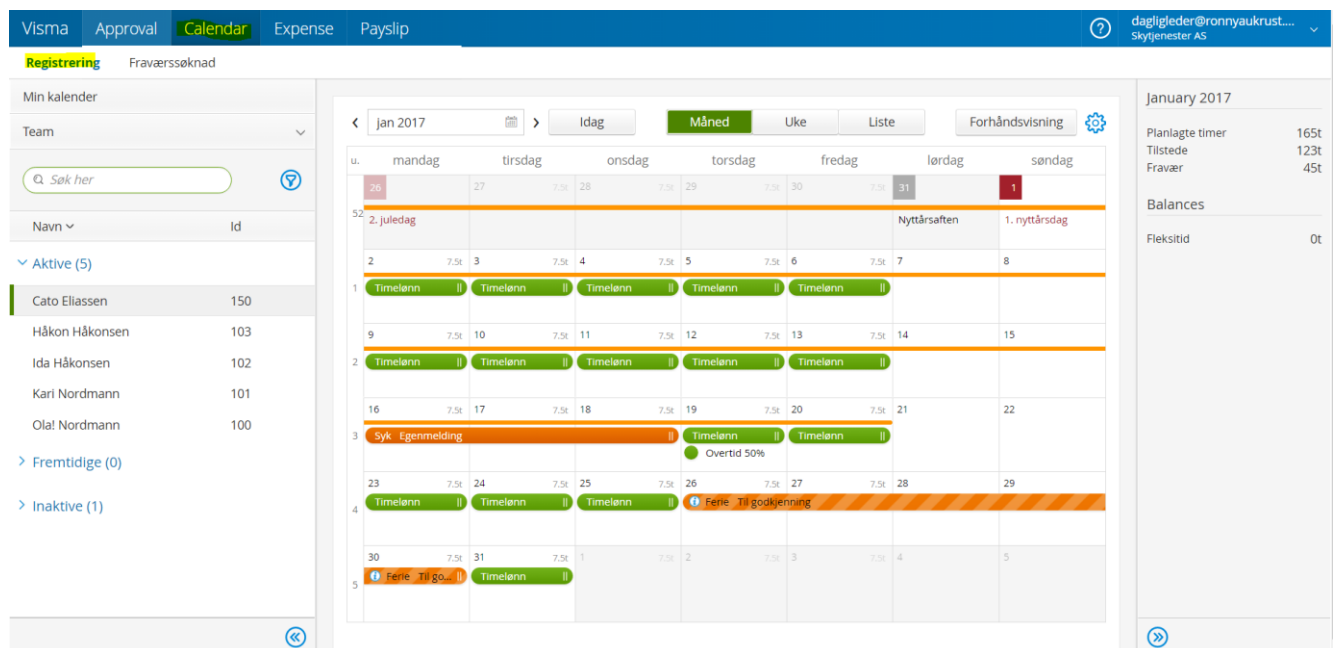 Visma Approval Calendar Expense Payslip
dagligleder@ronnyaukrust....
Skytjenester AS
Registrering Fraværssøknad
Min kalender
Team
Søk her
Navn Id
Aktive (5)
Cato Eliassen 150
Håkon Håkonsen 103
Ida Håkonsen 102
Kari Nordmann 101
Ola! Nordmann 100
Fremtidige (0)
Inaktive (1)
jan 2017 Idag Måned Uke Liste Forhåndsvisning
u. mandag tirsdag onsdag torsdag fredag lørdag søndag
26 27 7.5t 28 7.5t 29 7.5t 30 7.5t 31 1
52 2. juledag Nyttårsaften 1. nyttårsdag
2 7.5t 3 7.5t 4 7.5t 5 7.5t 6 7.5t 7 8
1 Timelønn Timelønn Timelønn Timelønn Timelønn
9 7.5t 10 7.5t 11 7.5t 12 7.5t 13 7.5t 14 15
2 Timelønn Timelønn Timelønn Timelønn Timelønn
16 7.5t 17 7.5t 18 7.5t 19 7.5t 20 7.5t 21 22
3 Syk Egenmelding Timelønn Timelønn
Overtid 50%
23 7.5t 24 7.5t 25 7.5t 26 7.5t 27 7.5t 28 29
4 Timelønn Timelønn Timelønn Ferie Til godkjenning
30 7.5t 31 7.5t 1 7.5t 2 7.5t 3 7.5t 4 5
5 Ferie Til go... Timelønn
January 2017
Planlagte timer 165t
Tilstede 123t
Fravær 45t
Balances
Fleksitid 0t